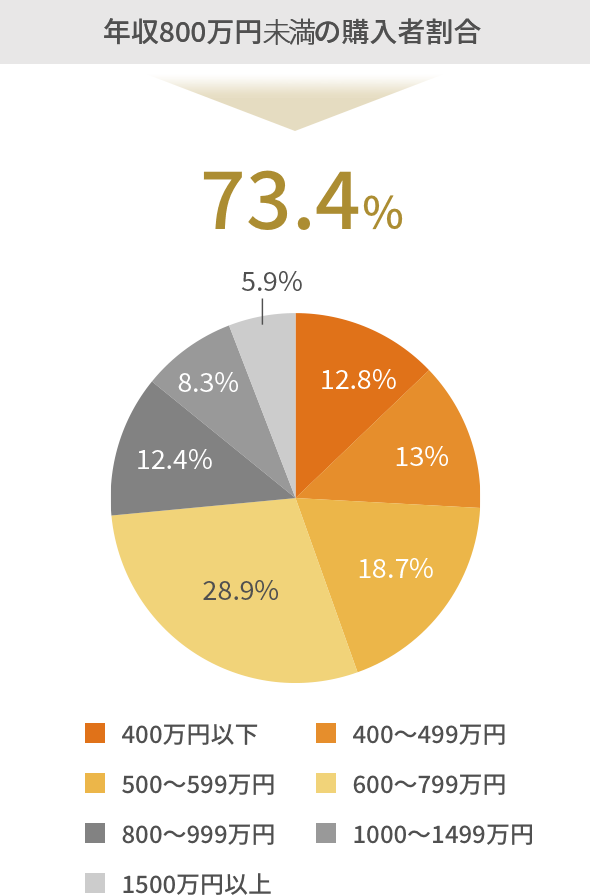 年収800万円未満の購入者割合
73.4%
5.9%
12.8%
8.3%
13%
12.4%
18.7%
28.9%
400万円以下
400〜499万円
500〜599万円
600〜799万円
800〜999万円
1000〜1499万円
1500万円以上